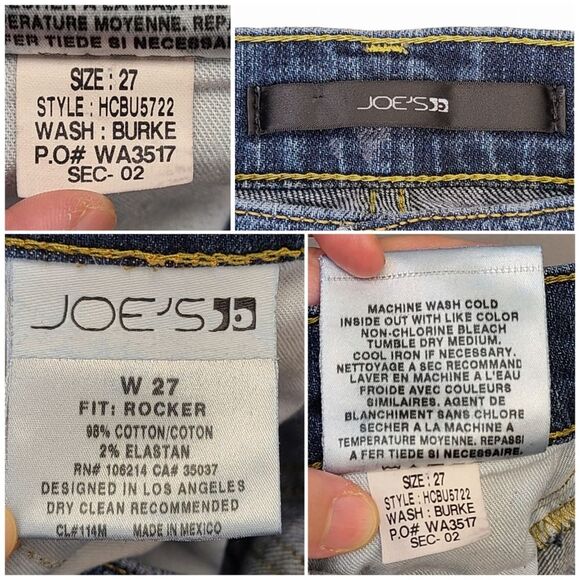 TEMPERATURE MOYENNE. REP
FER TIEDE SI NECESSAI
SIZE : 27
STYLE : HCBU5722
WASH : BURKE
P.O# WA3517
SEC- 02
JOE'S
JOE'S
W 27
FIT: ROCKER
98% COTTON/COTON
2% ELASTAN
RN# 106214 CA# 35037
DESIGNED IN LOS ANGELES
DRY CLEAN RECOMMENDED
CL#114M MADE IN MEXICO
MACHINE WASH COLD
INSIDE OUT WITH LIKE COLOR
NON-CHLORINE BLEACH
TUMBLE DRY MEDIUM.
COOL IRON IF NECESSARY.
NETTOYAGE A SEC RECOMMAND
LAVER EN MACHINE A L'EAU
FROIDE AVEC COULEURS
SIMILAIRES. AGENT DE
BLANCHIMENT SANS CHLORE
SECHER A LA MACHINE A
TEMPERATURE MOYENNE. REPASS
A FER TIEDE SI NECESSAI
SIZE : 27
STYLE : HCBU5722
WASH : BURKE
P.O# WA3517
SEC- 02